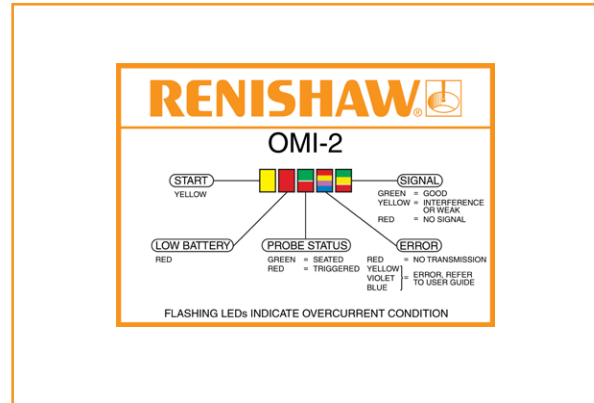 RENISHAW®
OMI-2
START
YELLOW
SIGNAL
GREEN = GOOD
YELLOW = INTERFERENCE
OR WEAK
RED = NO SIGNAL
LOW BATTERY
RED
PROBE STATUS
GREEN = SEATED
RED = TRIGGERED
ERROR
RED = NO TRANSMISSION
YELLOW
VIOLET
BLUE
= ERROR, REFER
TO USER GUIDE
FLASHING LEDs INDICATE OVERCURRENT CONDITION